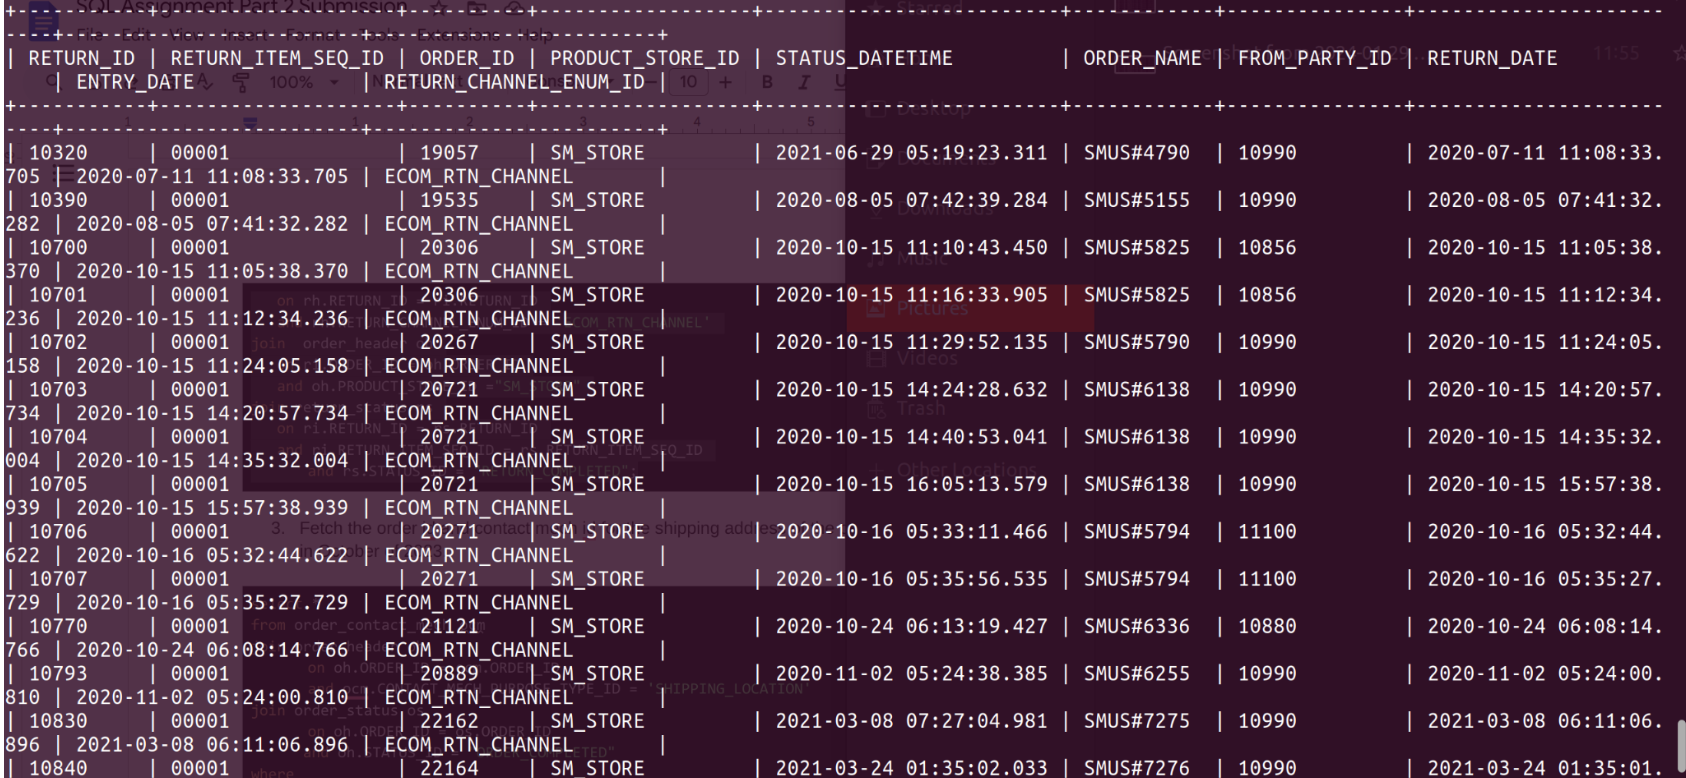 +-----------+--------------------+----------+------------------+-------------------------+------------+---------------+---------------------
----+-------------------------+------------------------+
| RETURN_ID | RETURN_ITEM_SEQ_ID | ORDER_ID | PRODUCT_STORE_ID | STATUS_DATETIME | ORDER_NAME | FROM_PARTY_ID | RETURN_DATE
| ENTRY_DATE | RETURN_CHANNEL_ENUM_ID |
+-----------+--------------------+----------+------------------+-------------------------+------------+---------------+---------------------
----+-------------------------+------------------------+
| 10320 | 00001 | 19057 | SM_STORE | 2021-06-29 05:19:23.311 | SMUS#4790 | 10990 | 2020-07-11 11:08:33.
705 | 2020-07-11 11:08:33.705 | ECOM_RTN_CHANNEL |
| 10390 | 00001 | 19535 | SM_STORE | 2020-08-05 07:42:39.284 | SMUS#5155 | 10990 | 2020-08-05 07:41:32.
282 | 2020-08-05 07:41:32.282 | ECOM_RTN_CHANNEL |
| 10700 | 00001 | 20306 | SM_STORE | 2020-10-15 11:10:43.450 | SMUS#5825 | 10856 | 2020-10-15 11:05:38.
370 | 2020-10-15 11:05:38.370 | ECOM_RTN_CHANNEL |
| 10701 | 00001 | 20306 | SM_STORE | 2020-10-15 11:16:33.905 | SMUS#5825 | 10856 | 2020-10-15 11:12:34.
236 | 2020-10-15 11:12:34.236 | ECOM_RTN_CHANNEL |
| 10702 | 00001 | 20267 | SM_STORE | 2020-10-15 11:29:52.135 | SMUS#5790 | 10990 | 2020-10-15 11:24:05.
158 | 2020-10-15 11:24:05.158 | ECOM_RTN_CHANNEL |
| 10703 | 00001 | 20721 | SM_STORE | 2020-10-15 14:24:28.632 | SMUS#6138 | 10990 | 2020-10-15 14:20:57.
734 | 2020-10-15 14:20:57.734 | ECOM_RTN_CHANNEL |
| 10704 | 00001 | 20721 | SM_STORE | 2020-10-15 14:40:53.041 | SMUS#6138 | 10990 | 2020-10-15 14:35:32.
004 | 2020-10-15 14:35:32.004 | ECOM_RTN_CHANNEL |
| 10705 | 00001 | 20721 | SM_STORE | 2020-10-15 16:05:13.579 | SMUS#6138 | 10990 | 2020-10-15 15:57:38.
939 | 2020-10-15 15:57:38.939 | ECOM_RTN_CHANNEL |
| 10706 | 00001 | 20271 | SM_STORE | 2020-10-16 05:33:11.466 | SMUS#5794 | 11100 | 2020-10-16 05:32:44.
622 | 2020-10-16 05:32:44.622 | ECOM_RTN_CHANNEL |
| 10707 | 00001 | 20271 | SM_STORE | 2020-10-16 05:35:56.535 | SMUS#5794 | 11100 | 2020-10-16 05:35:27.
729 | 2020-10-16 05:35:27.729 | ECOM_RTN_CHANNEL |
| 10770 | 00001 | 21121 | SM_STORE | 2020-10-24 06:13:19.427 | SMUS#6336 | 10880 | 2020-10-24 06:08:14.
766 | 2020-10-24 06:08:14.766 | ECOM_RTN_CHANNEL |
| 10793 | 00001 | 20889 | SM_STORE | 2020-11-02 05:24:38.385 | SMUS#6255 | 10990 | 2020-11-02 05:24:00.
810 | 2020-11-02 05:24:00.810 | ECOM_RTN_CHANNEL |
| 10830 | 00001 | 22162 | SM_STORE | 2021-03-08 07:27:04.981 | SMUS#7275 | 10990 | 2021-03-08 06:11:06.
896 | 2021-03-08 06:11:06.896 | ECOM_RTN_CHANNEL |
| 10840 | 00001 | 22164 | SM_STORE | 2021-03-24 01:35:02.033 | SMUS#7276 | 10990 | 2021-03-24 01:35:01.